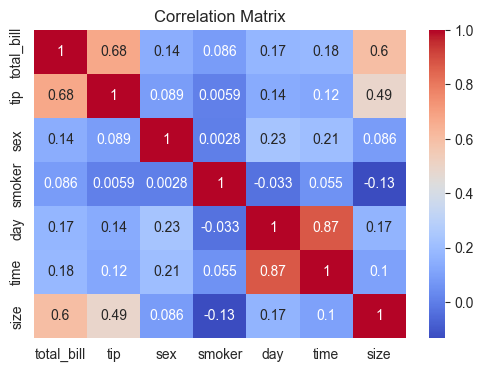 Correlation Matrix
total_bill 1 0.68 0.14 0.086 0.17 0.18 0.6
tip 0.68 1 0.089 0.0059 0.14 0.12 0.49
sex 0.14 0.089 1 0.0028 0.23 0.21 0.086
smoker 0.086 0.0059 0.0028 1 -0.033 0.055 -0.13
day 0.17 0.14 0.23 -0.033 1 0.87 0.17
time 0.18 0.12 0.21 0.055 0.87 1 0.1
size 0.6 0.49 0.086 -0.13 0.17 0.1 1
total_bill tip sex smoker day time size
1.0
0.8
0.6
0.4
0.2
0.0